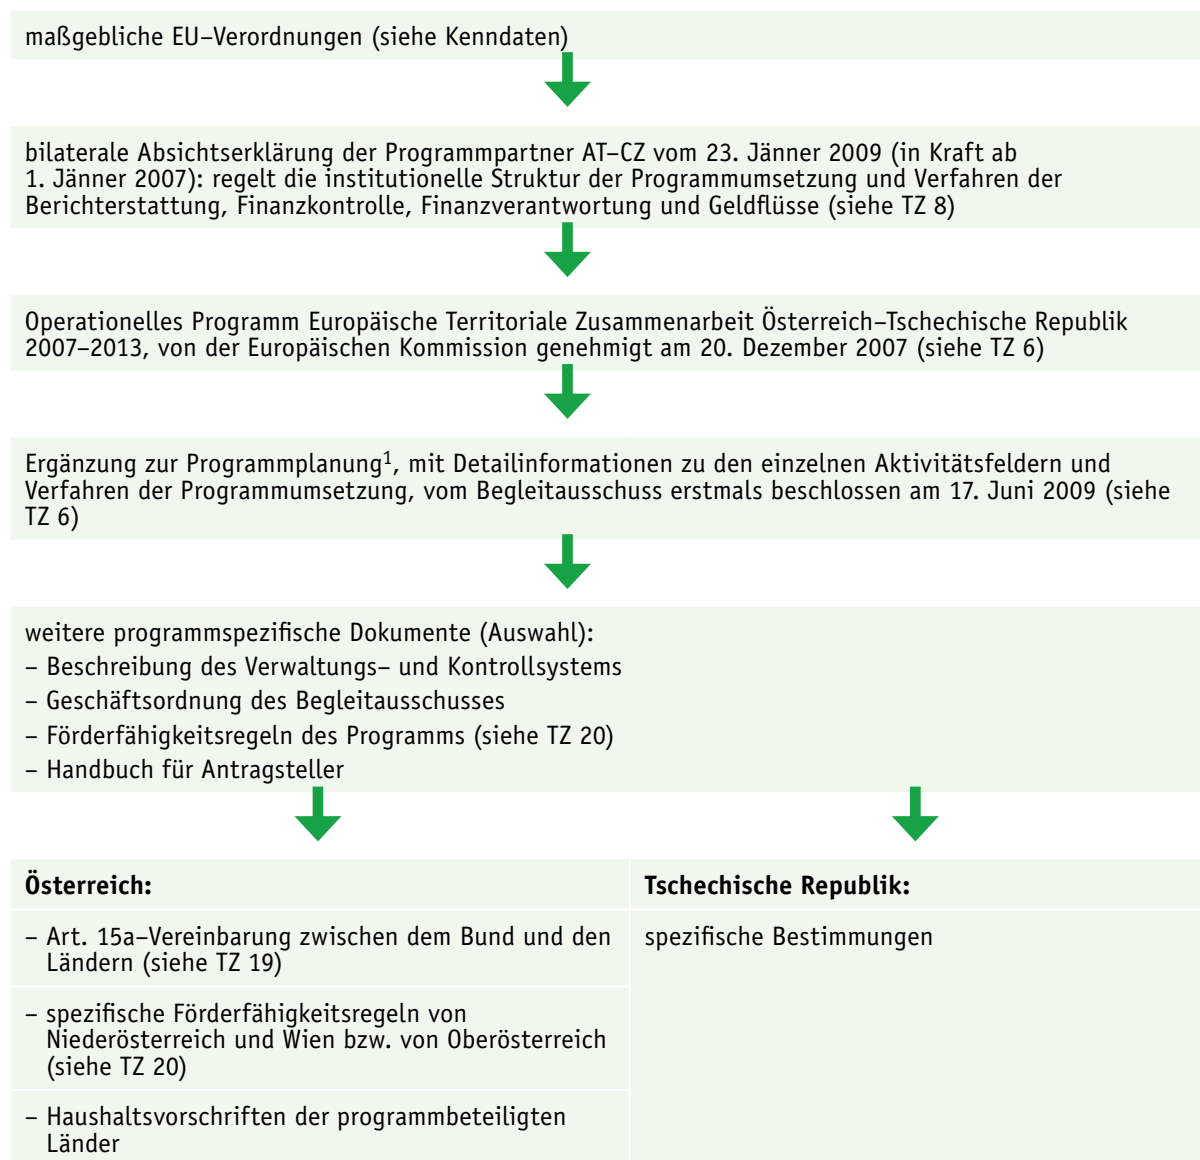 maßgebliche EU–Verordnungen (siehe Kenndaten)
bilaterale Absichtserklärung der Programmpartner AT–CZ vom 23. Jänner 2009 (in Kraft ab
1. Jänner 2007): regelt die institutionelle Struktur der Programmumsetzung und Verfahren der
Berichterstattung, Finanzkontrolle, Finanzverantwortung und Geldflüsse (siehe TZ 8)
Operationelles Programm Europäische Territoriale Zusammenarbeit Österreich–Tschechische Republik
2007–2013, von der Europäischen Kommission genehmigt am 20. Dezember 2007 (siehe TZ 6)
Ergänzung zur Programmplanung¹, mit Detailinformationen zu den einzelnen Aktivitätsfeldern und
Verfahren der Programmumsetzung, vom Begleitausschuss erstmals beschlossen am 17. Juni 2009 (siehe
TZ 6)
weitere programmspezifische Dokumente (Auswahl):
– Beschreibung des Verwaltungs– und Kontrollsystems
– Geschäftsordnung des Begleitausschusses
– Förderfähigkeitsregeln des Programms (siehe TZ 20)
– Handbuch für Antragsteller
Österreich:
– Art. 15a–Vereinbarung zwischen dem Bund und den
Ländern (siehe TZ 19)
– spezifische Förderfähigkeitsregeln von
Niederösterreich und Wien bzw. von Oberösterreich
(siehe TZ 20)
– Haushaltsvorschriften der programmbeteiligten
Länder
Tschechische Republik:
spezifische Bestimmungen